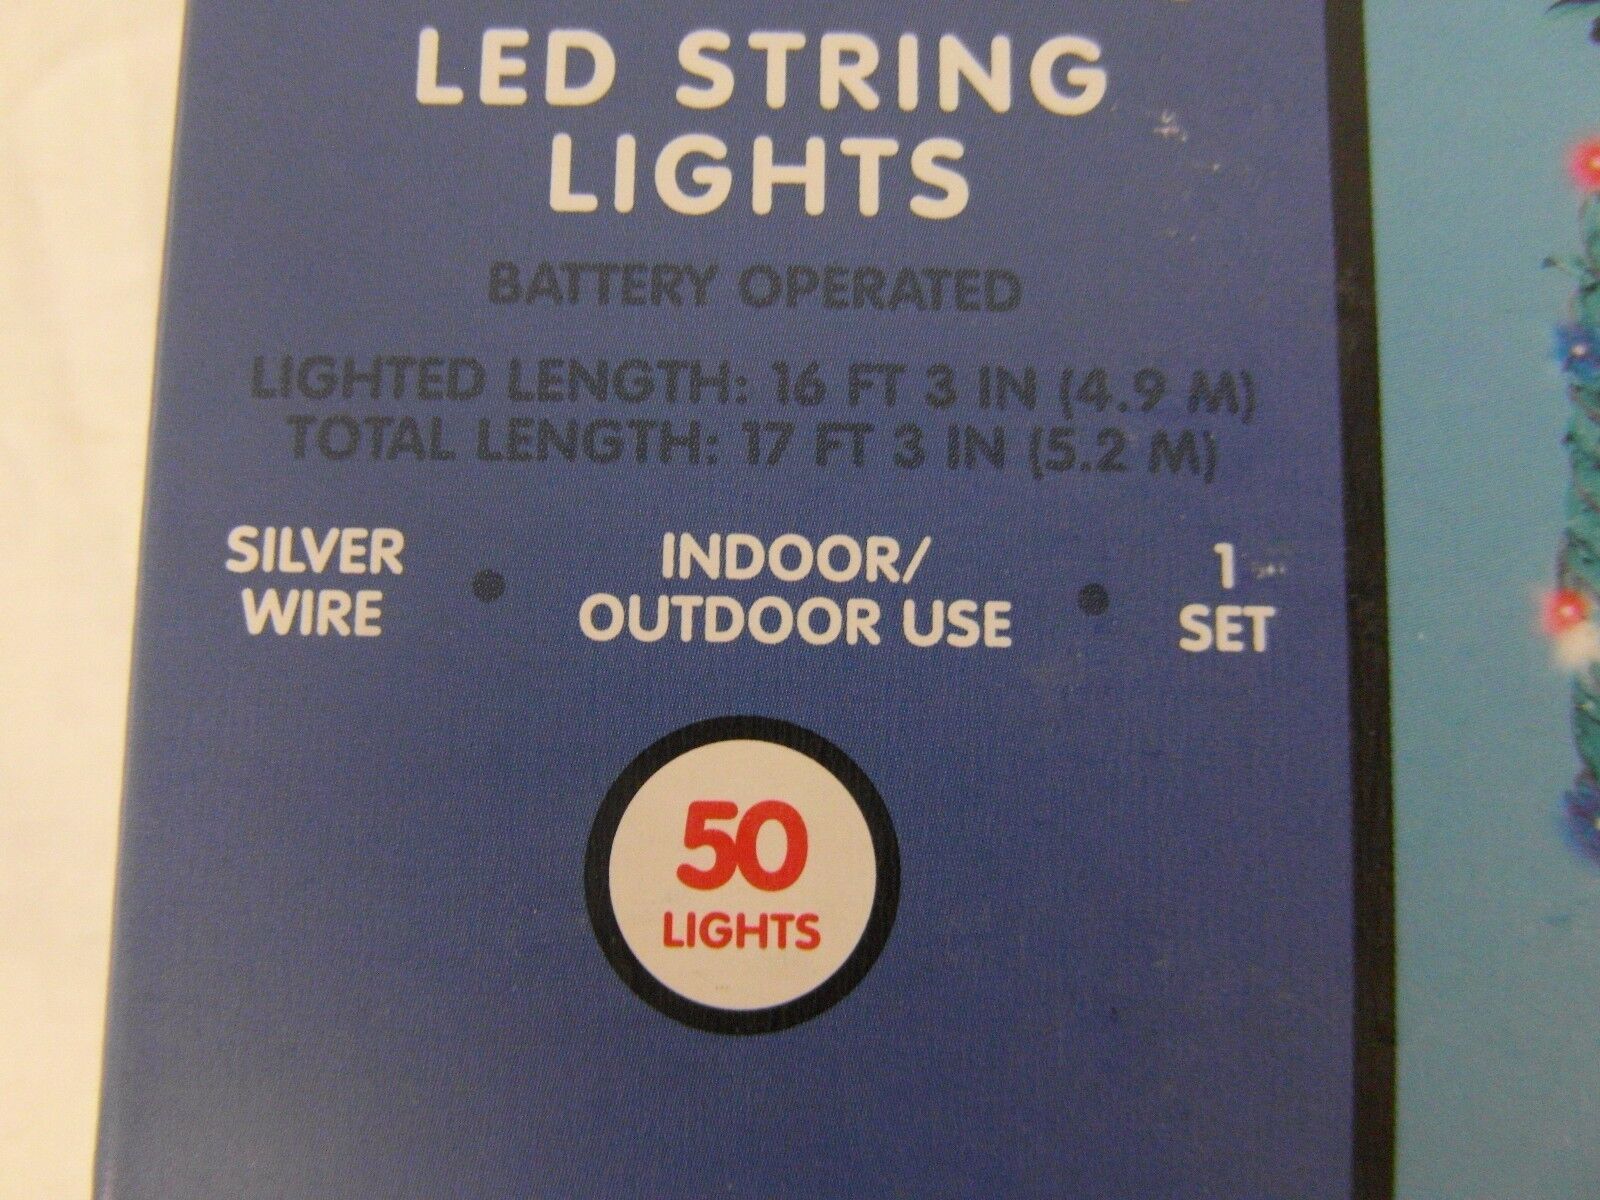 LED STRING
LIGHTS
BATTERY OPERATED
LIGHTED LENGTH: 16 FT 3 IN (4.9 M)
TOTAL LENGTH: 17 FT 3 IN (5.2 M)
SILVER
WIRE
•
INDOOR/
OUTDOOR USE
•
1
SET
50
LIGHTS